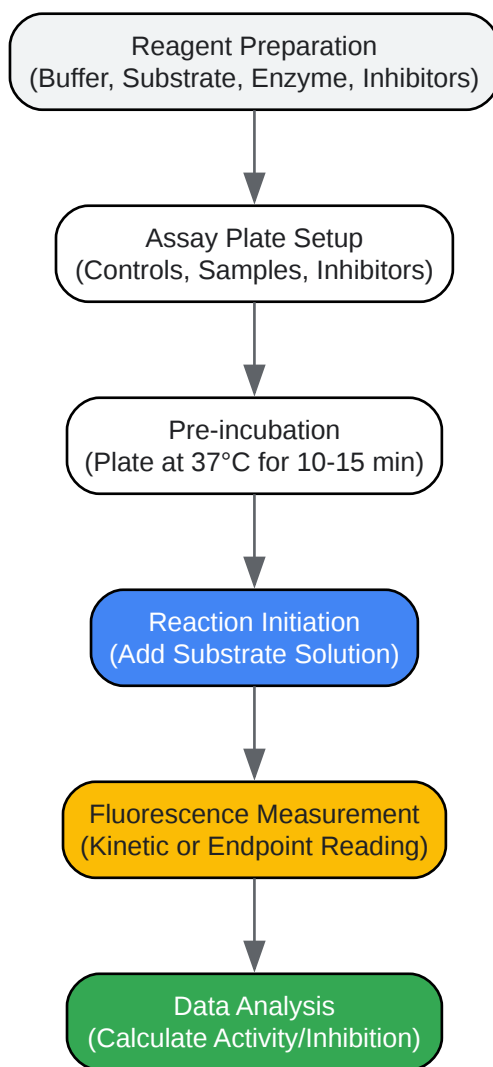 Reagent Preparation
(Buffer, Substrate, Enzyme, Inhibitors)
Assay Plate Setup
(Controls, Samples, Inhibitors)
Pre-incubation
(Plate at 37°C for 10-15 min)
Reaction Initiation
(Add Substrate Solution)
Fluorescence Measurement
(Kinetic or Endpoint Reading)
Data Analysis
(Calculate Activity/Inhibition)